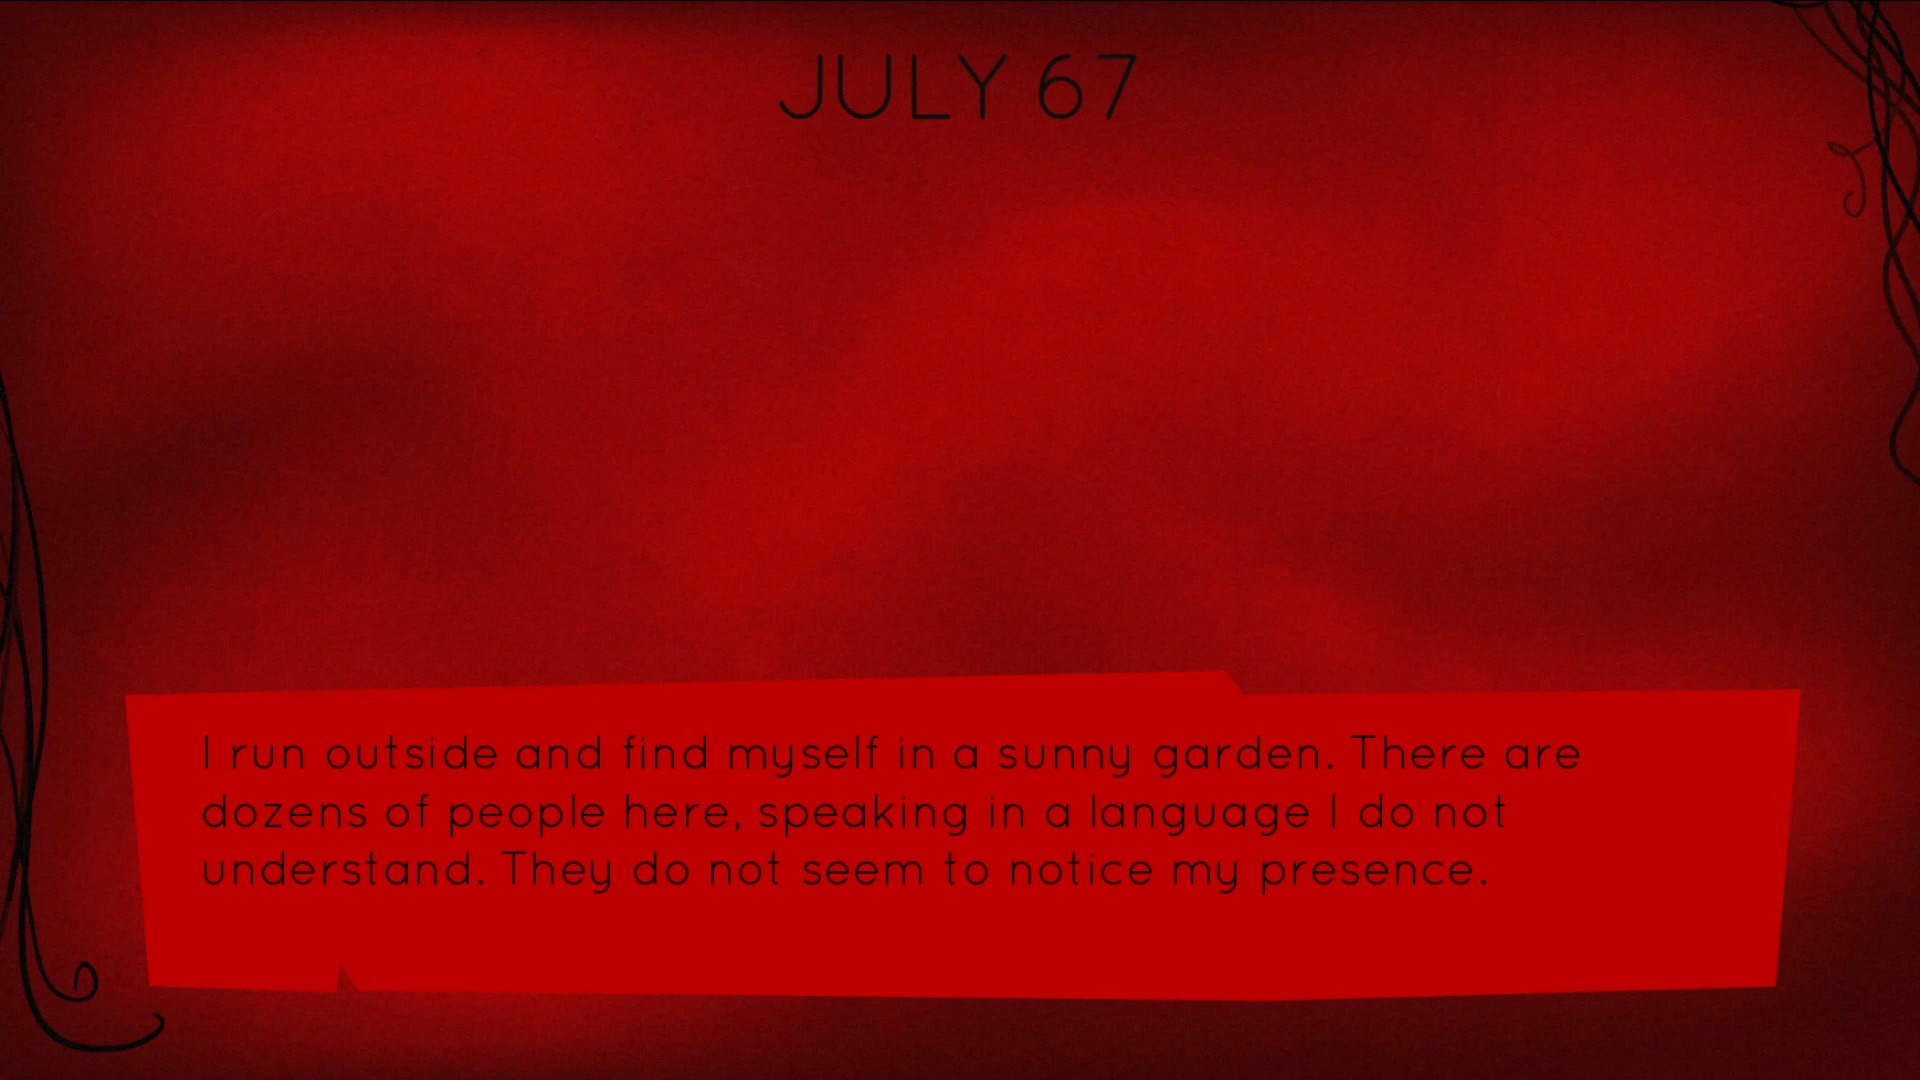 JULY 67
I run outside and find myself in a sunny garden. There are
dozens of people here, speaking in a language I do not
understand. They do not seem to notice my presence.